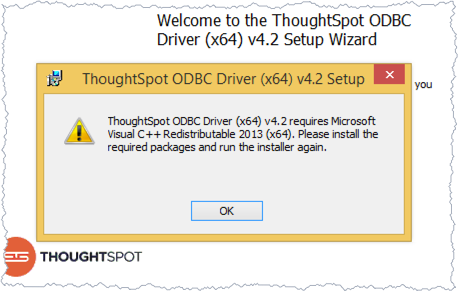 Welcome to the ThoughtSpot ODBC
Driver (x64) v4.2 Setup Wizard
ThoughtSpot ODBC Driver (x64) v4.2 Setup
you
ThoughtSpot ODBC Driver (x64) v4.2 requires Microsoft
Visual C++ Redistributable 2013 (x64). Please install the
required packages and run the installer again.
OK
THOUGHTSPOT